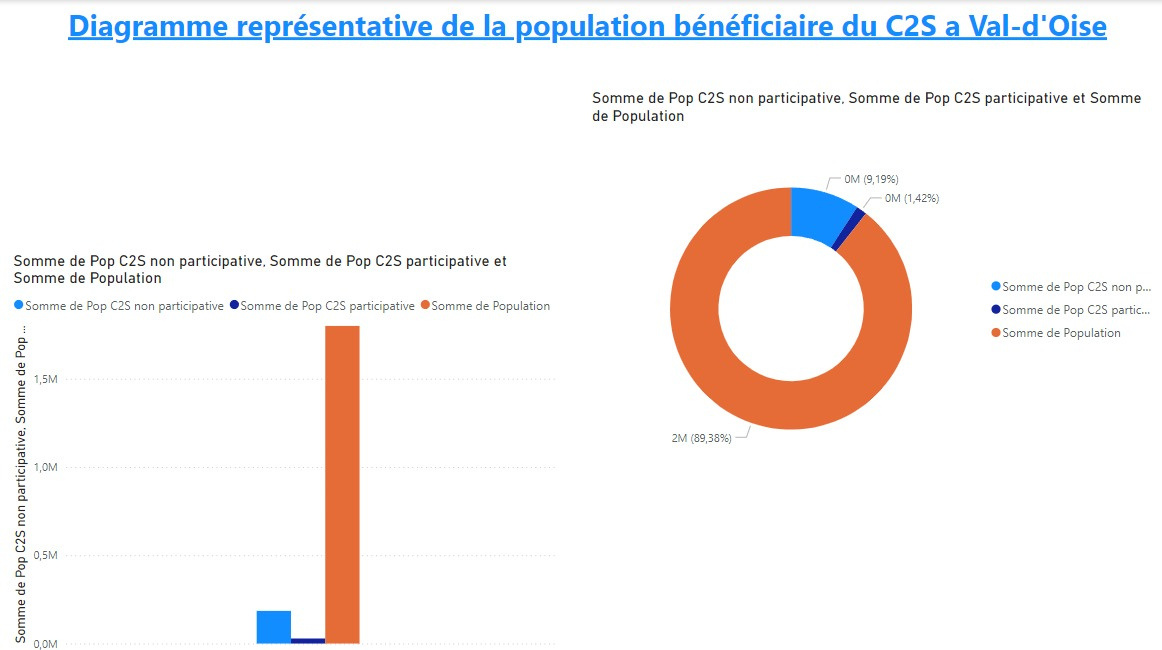 Diagramme représentative de la population bénéficiaire du C2S a Val-d'Oise
Somme de Pop C2S non participative, Somme de Pop C2S participative et Somme
de Population
0M (9,19%)
0M (1,42%)
2M (89,38%)
Somme de Pop C2S non p...
Somme de Pop C2S partic...
Somme de Population
Somme de Pop C2S non participative, Somme de Pop C2S participative et
Somme de Population
Somme de Pop C2S non participative Somme de Pop C2S participative Somme de Population
Somme de Pop C2S non participative, Somme de Pop ...
1,5M
1,0M
0,5M
0,0M